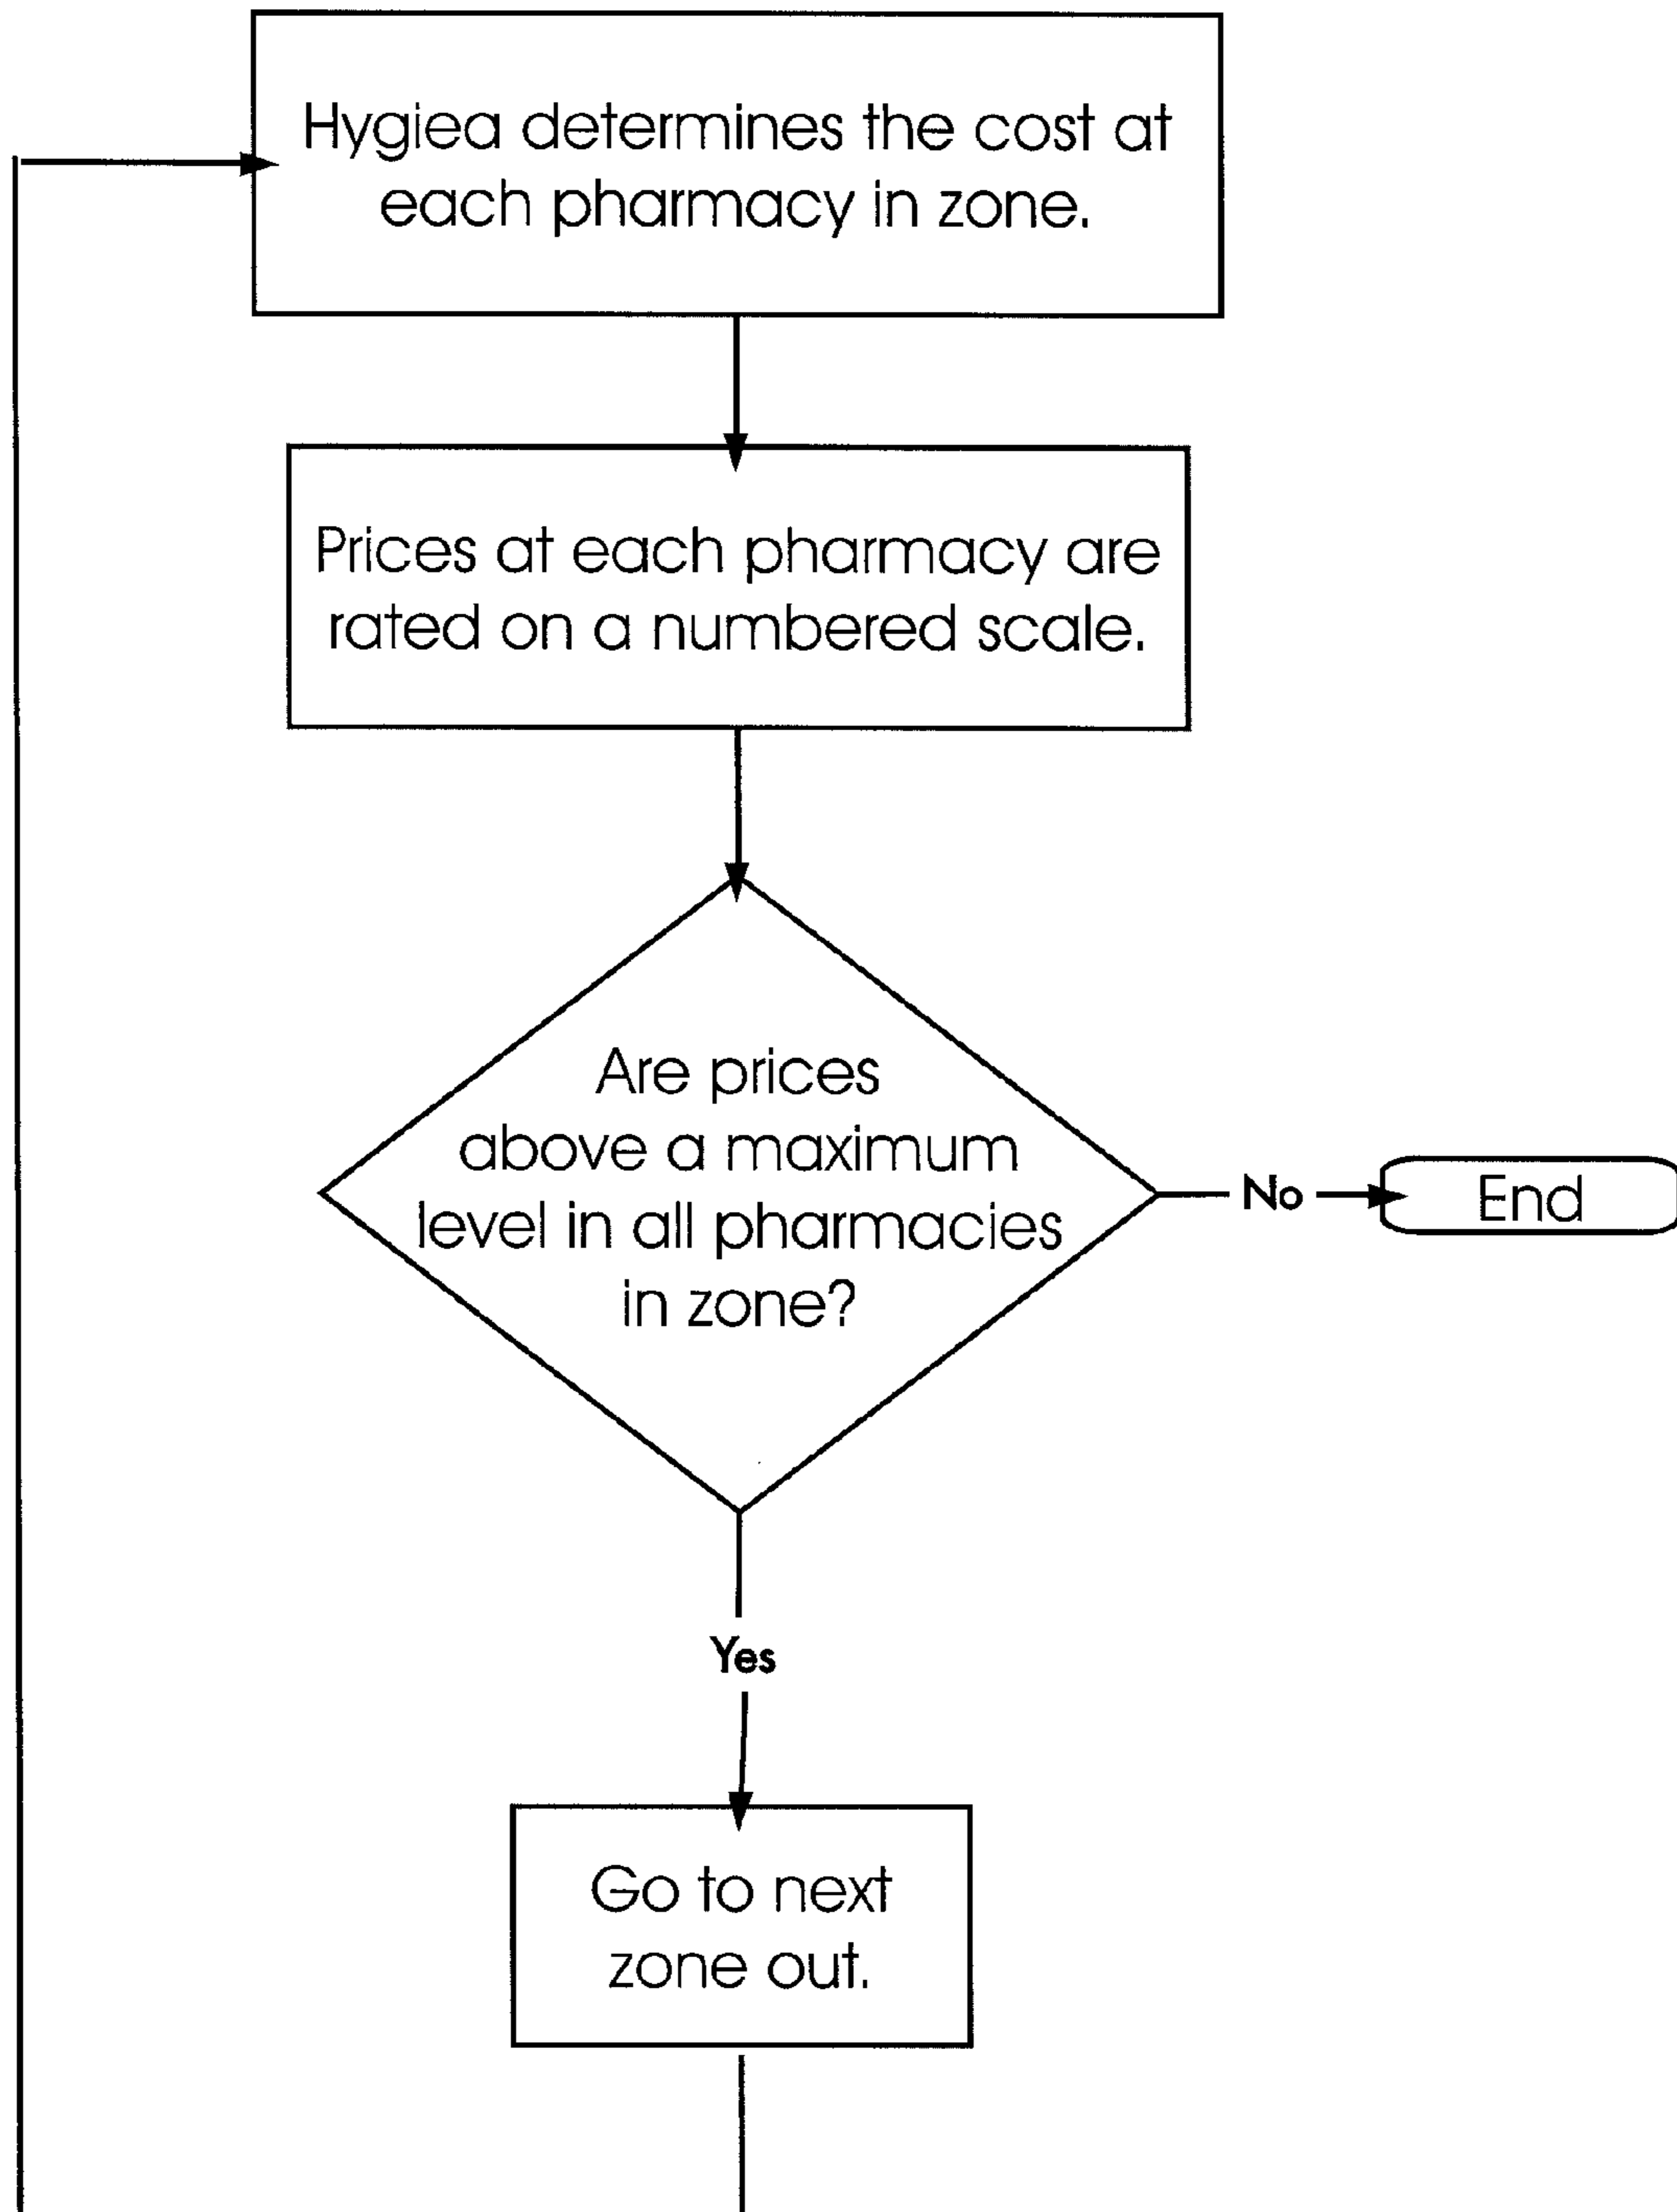 Hygiea determines the cost at
each pharmacy in zone.
Prices at each pharmacy are
rated on a numbered scale.
Are prices
above a maximum
level in all pharmacies
in zone?
No
End
Yes
Go to next
zone out.